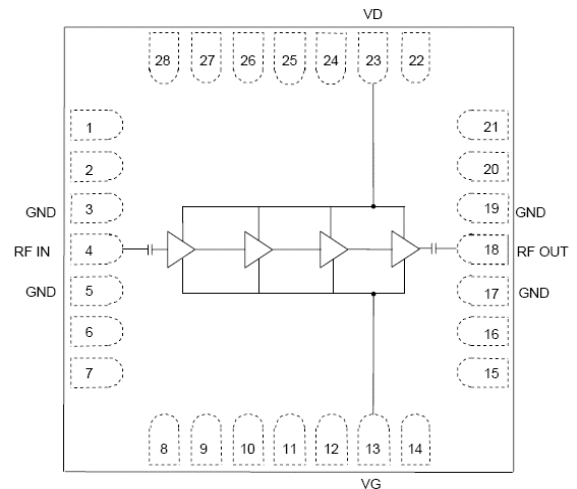 VD
28 27 26 25 24 23 22
1 21
2 20
GND 3 19 GND
RF IN 4 18 RF OUT
GND 5 17 GND
6 16
7 15
8 9 10 11 12 13 14
VG